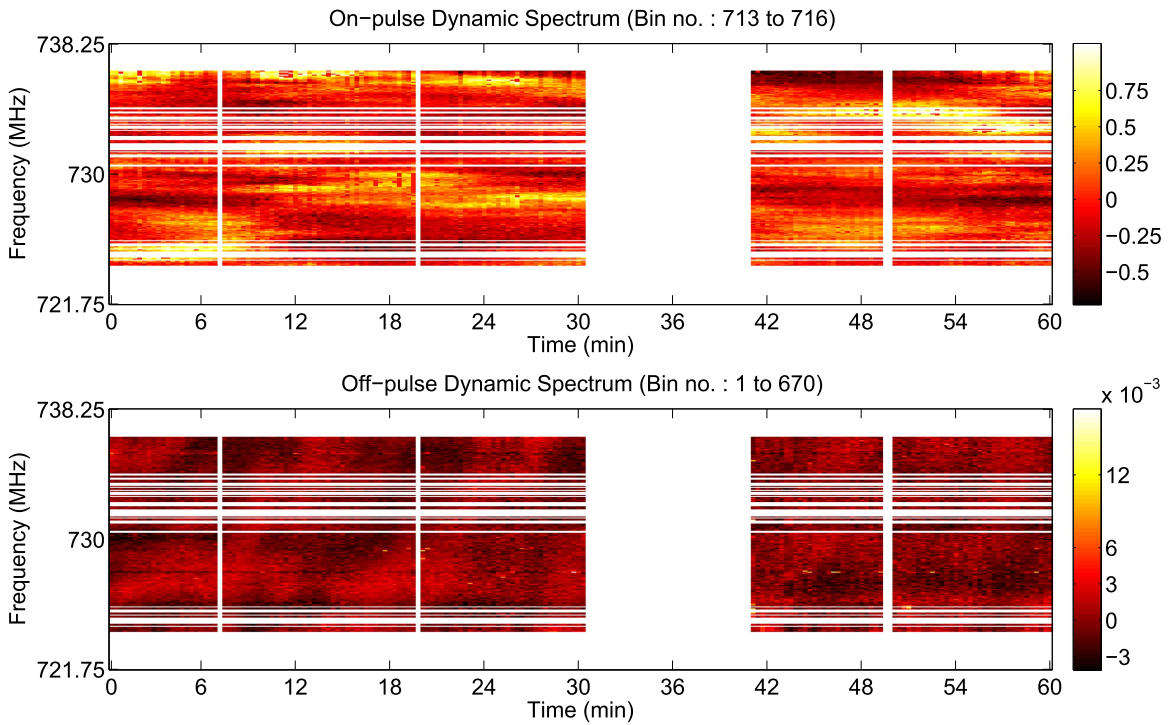 On−pulse Dynamic Spectrum (Bin no. : 713 to 716)
738.25
730
721.75
Frequency (MHz)
0 6 12 18 24 30 36 42 48 54 60
Time (min)
0.75
0.5
0.25
0
−0.25
−0.5
Off−pulse Dynamic Spectrum (Bin no. : 1 to 670)
x 10−3
738.25
730
721.75
Frequency (MHz)
0 6 12 18 24 30 36 42 48 54 60
Time (min)
12
6
3
0
−3